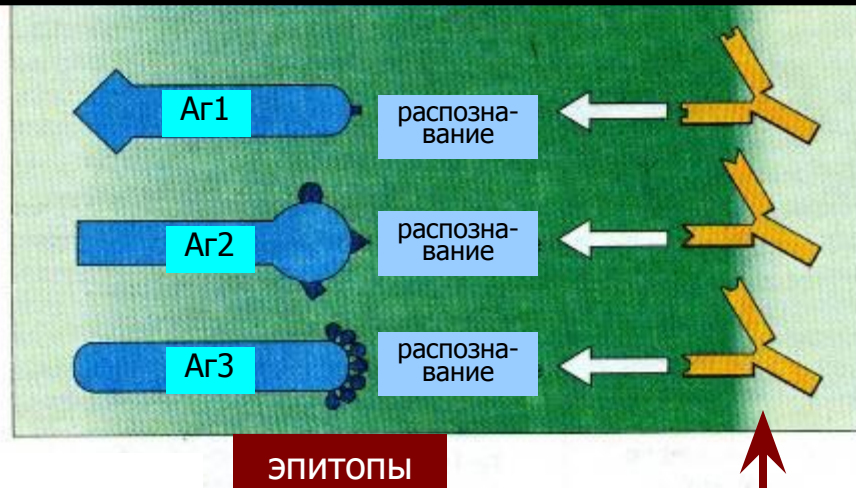 Аг1
распозна-
вание
Аг2
распозна-
вание
Аг3
распозна-
вание
эпитопы